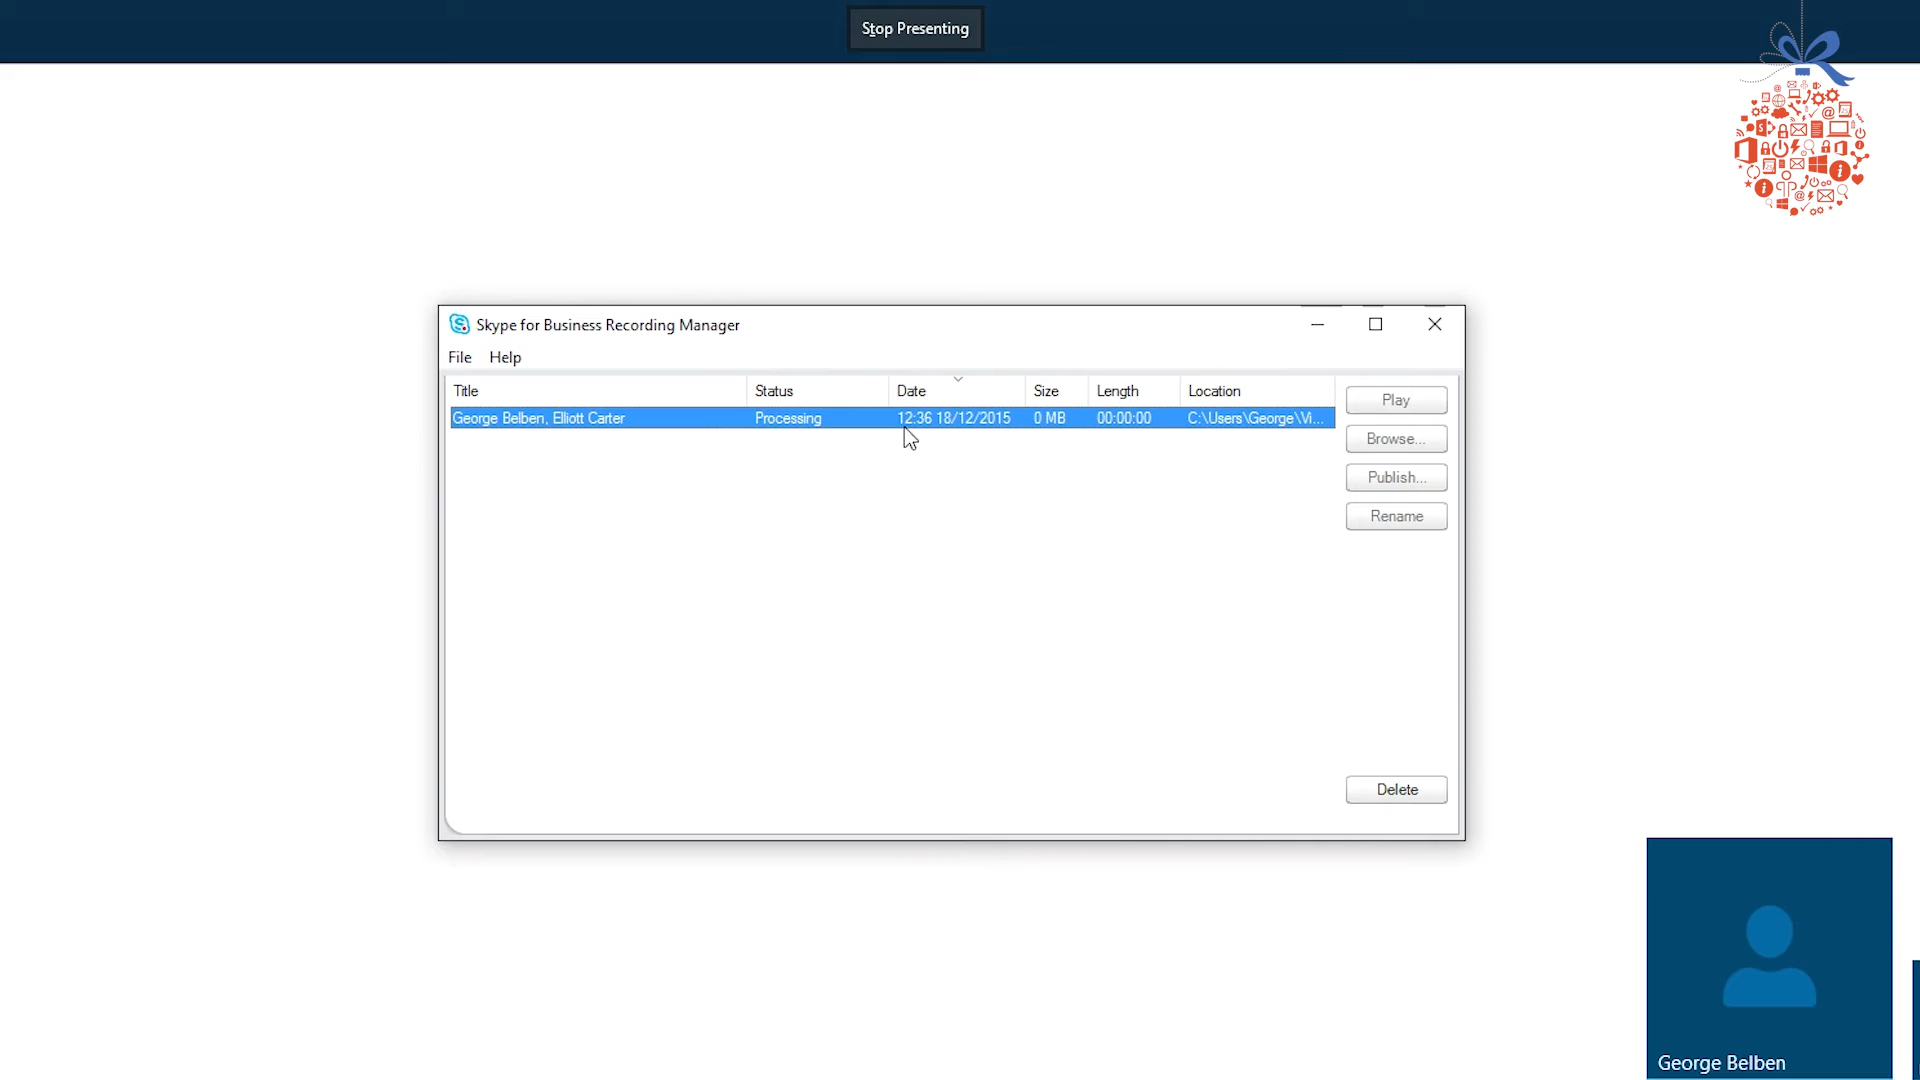 Stop Presenting
Skype for Business Recording Manager
File Help
Title Status Date Size Length Location
George Belben, Elliott Carter Processing 12:36 18/12/2015 0 MB 00:00:00 C:\Users\George\Vi...
Play
Browse...
Publish...
Rename
Delete
George Belben